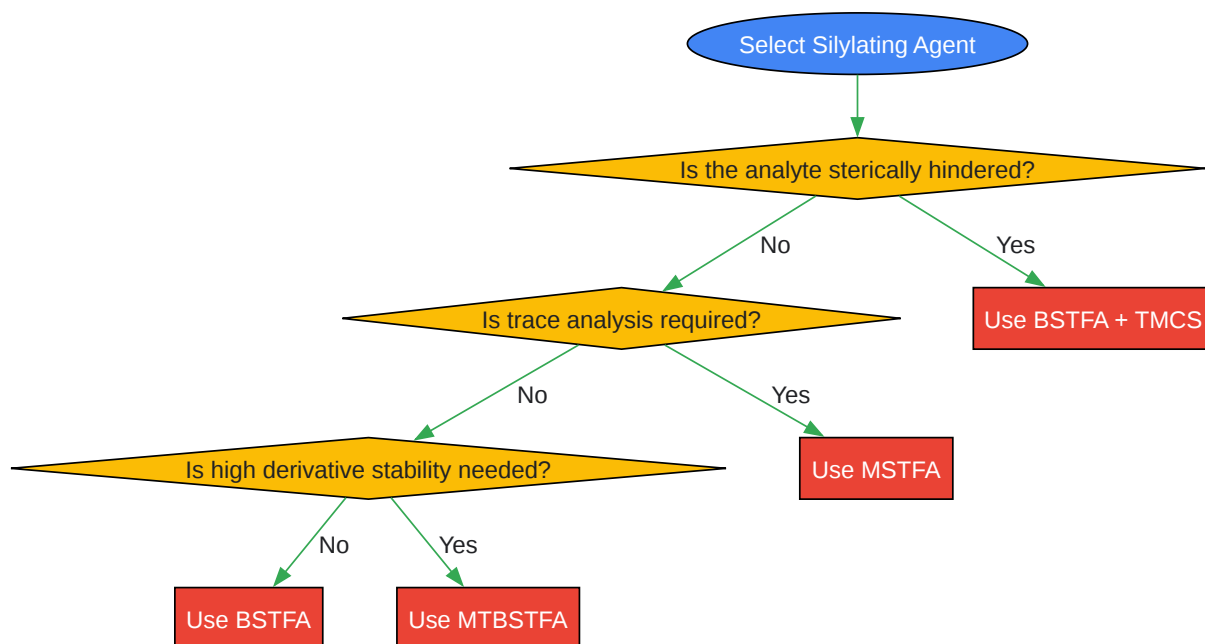 Select Silylating Agent
Is the analyte sterically hindered?
No
Yes
Is trace analysis required?
Use BSTFA + TMCS
No
Yes
Is high derivative stability needed?
Use MSTFA
No
Yes
Use BSTFA
Use MTBSTFA